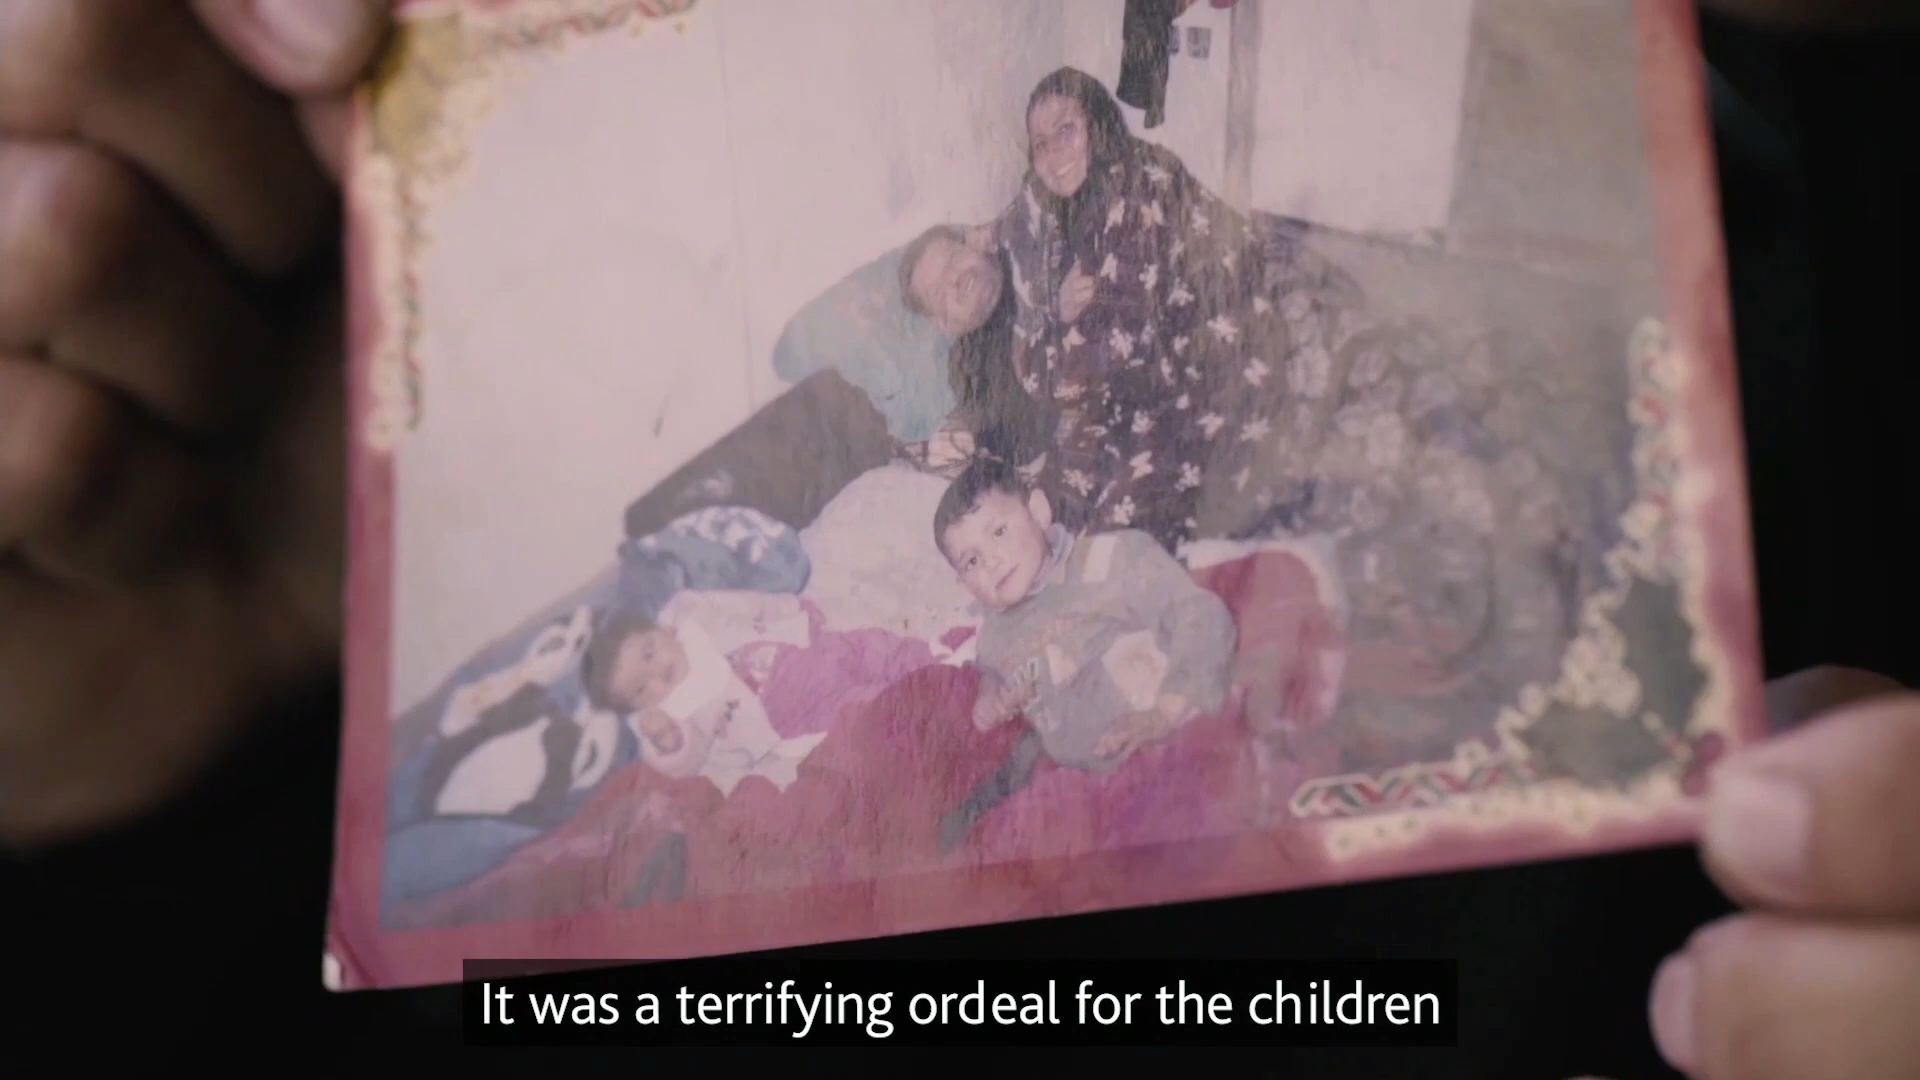 It was a terrifying ordeal for the children